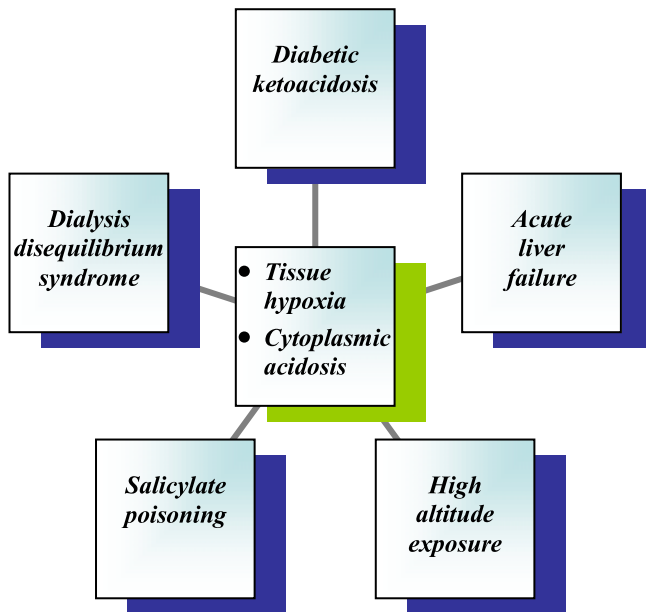 Diabetic
ketoacidosis
Dialysis
disequilibrium
syndrome
Acute
liver
failure
• Tissue
hypoxia
• Cytoplasmic
acidosis
Salicylate
poisoning
High
altitude
exposure